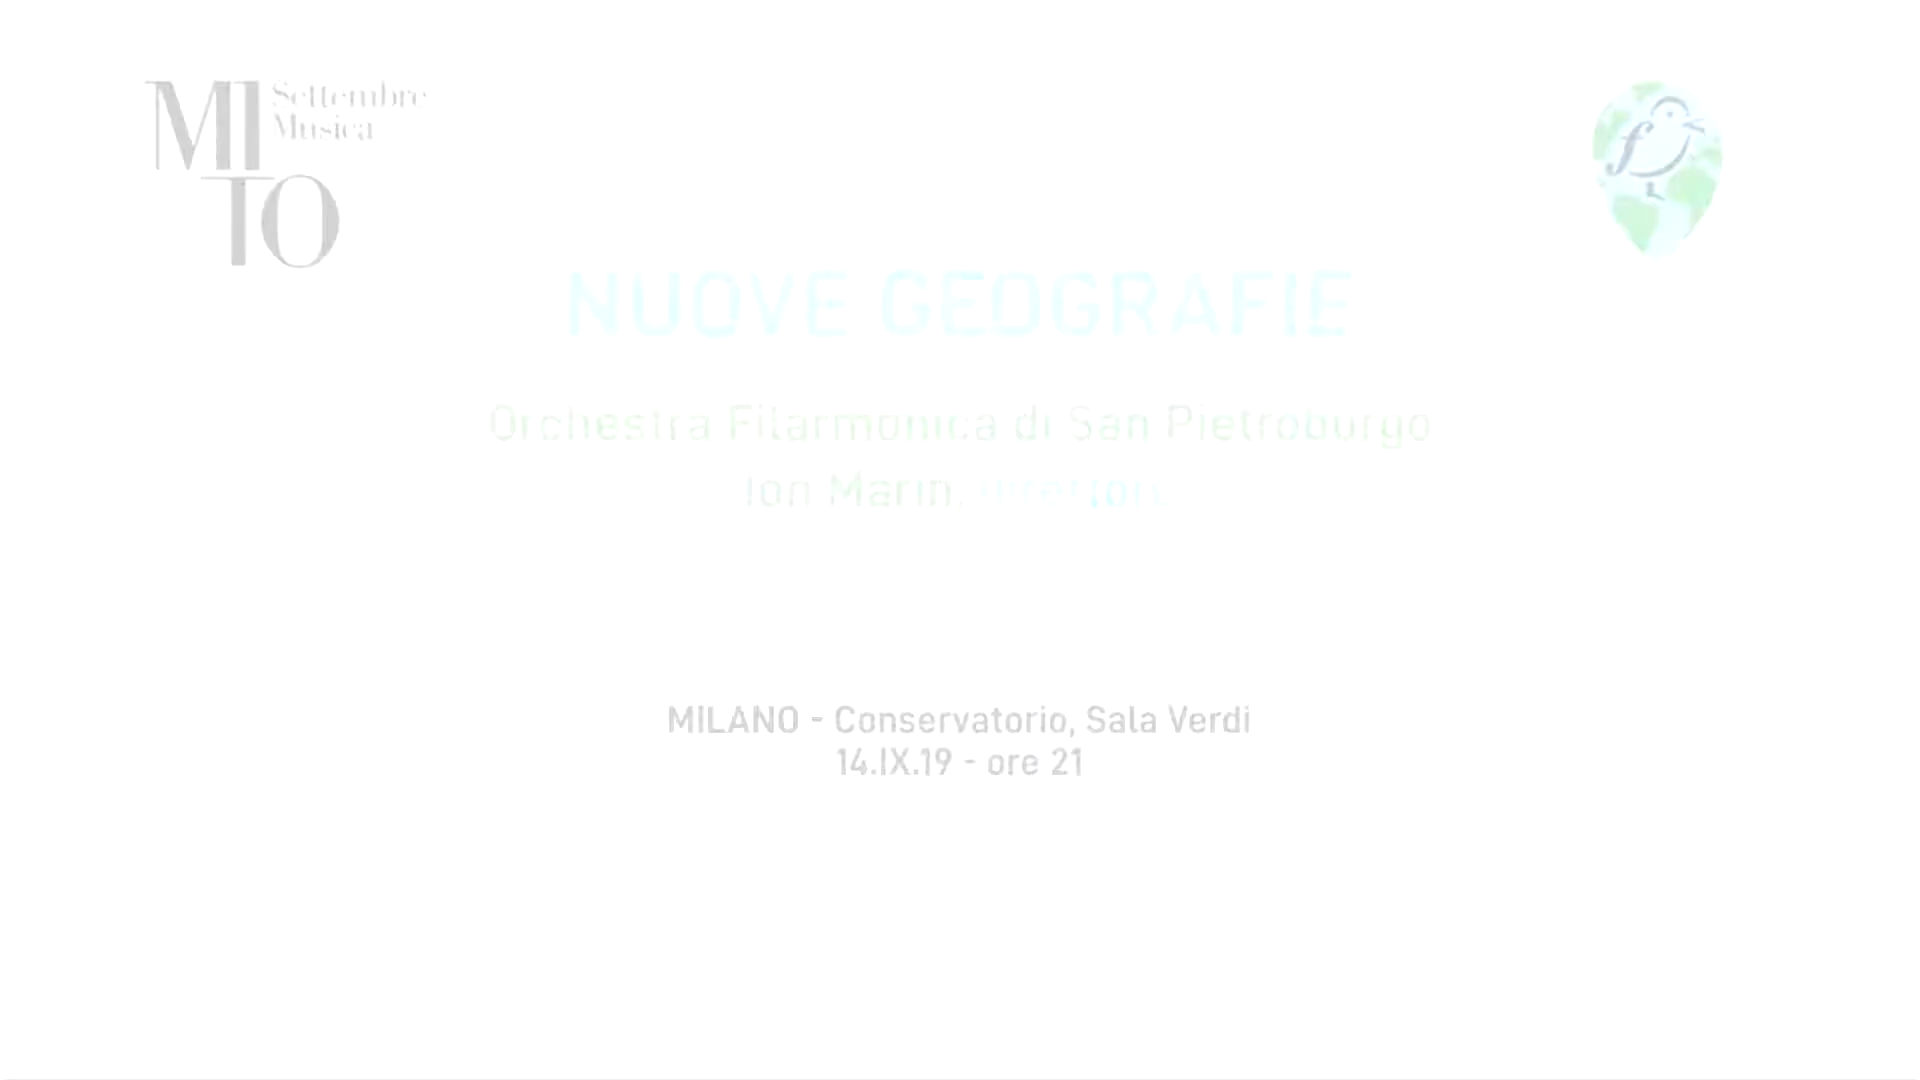 MI Settembre
Musica
TO
NUOVE GEOGRAFIE
Orchestra Filarmonica di San Pietroburgo
Ion Marin, direttore
MILANO - Conservatorio, Sala Verdi
14.IX.19 - ore 21